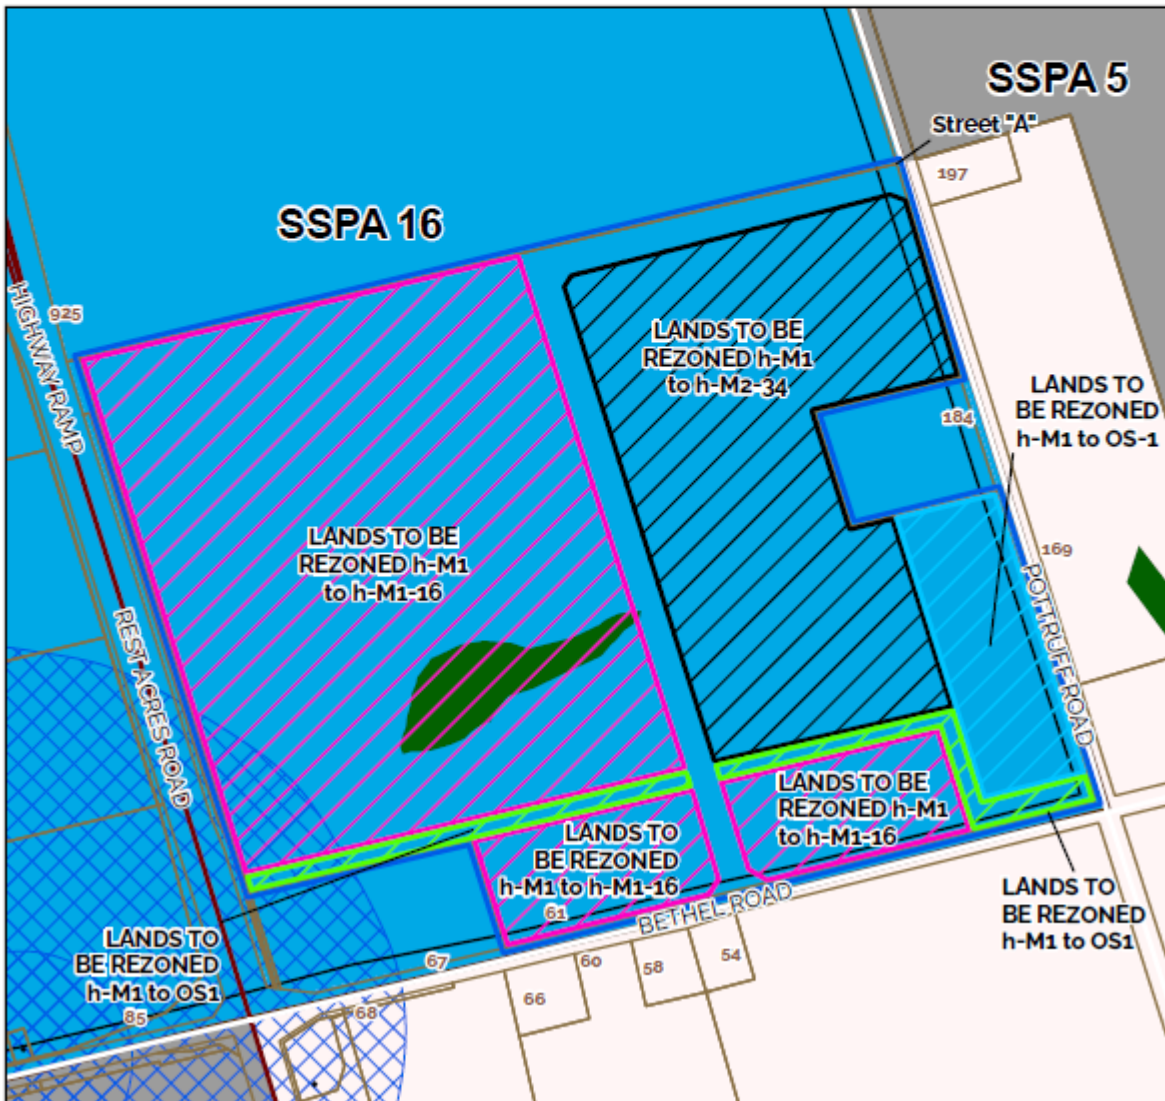 SSPA 5
Street "A"
197
SSPA 16
HIGHWAY RAMP
925
LANDS TO BE
REZONED h-M1
to h-M2-34
LANDS TO
BE REZONED
h-M1 to OS-1
184
LANDS TO BE
REZONED h-M1
to h-M1-16
169
POTTRUFF ROAD
REST ACRES ROAD
LANDS TO BE
REZONED h-M1
to h-M1-16
LANDS TO
BE REZONED
h-M1 to h-M1-16
61
BETHEL ROAD
LANDS TO
BE REZONED
h-M1 to OS1
LANDS TO
BE REZONED
h-M1 to OS1
67
60
58
54
66
85
68